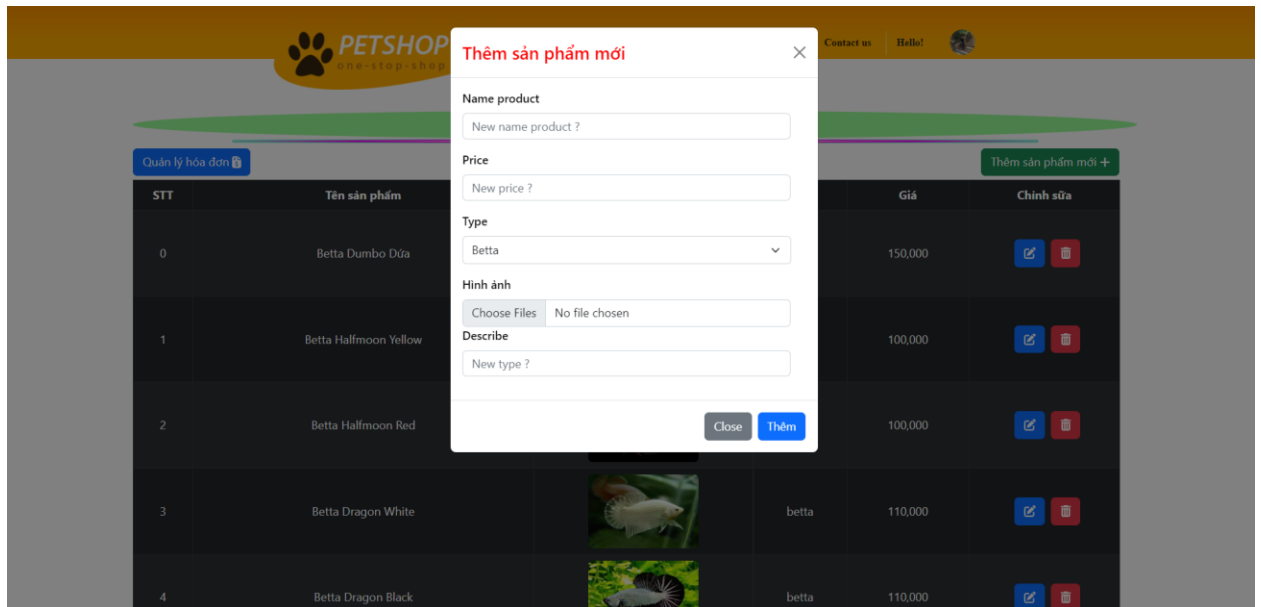 PETSHOP
one-stop-shop
Contact us
Hello!
Thêm sản phẩm mới
Name product
New name product ?
Price
New price ?
Type
Betta
Hình ảnh
Choose Files No file chosen
Describe
New type ?
Close Thêm
Quản lý hóa đơn
Thêm sản phẩm mới +
STT Tên sản phẩm Giá Chỉnh sửa
0 Betta Dumbo Dứa 150,000
1 Betta Halfmoon Yellow 100,000
2 Betta Halfmoon Red 100,000
3 Betta Dragon White betta 110,000
4 Betta Dragon Black betta 110,000